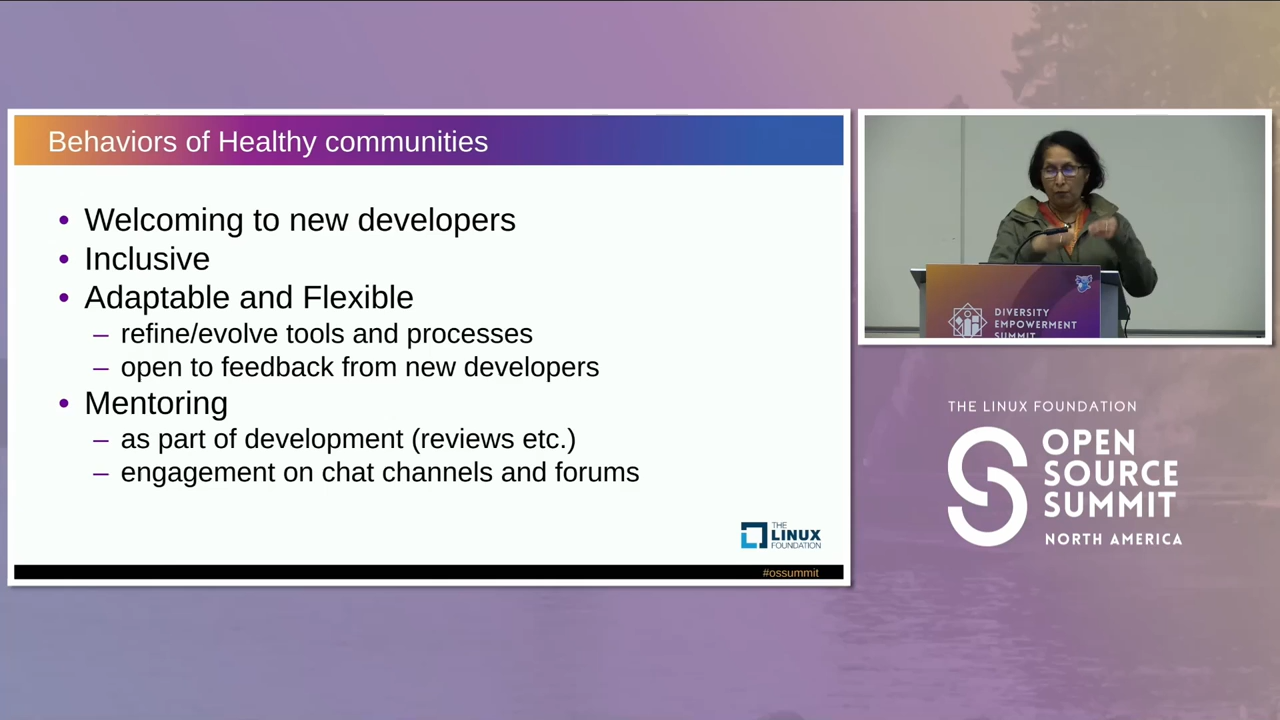 Behaviors of Healthy communities
• Welcoming to new developers
• Inclusive
• Adaptable and Flexible
– refine/evolve tools and processes
– open to feedback from new developers
• Mentoring
– as part of development (reviews etc.)
– engagement on chat channels and forums
THE
LINUX
FOUNDATION
#ossummit
DIVERSITY
EMPOWERMENT
SUMMIT
THE LINUX FOUNDATION
OPEN
SOURCE
SUMMIT
NORTH AMERICA